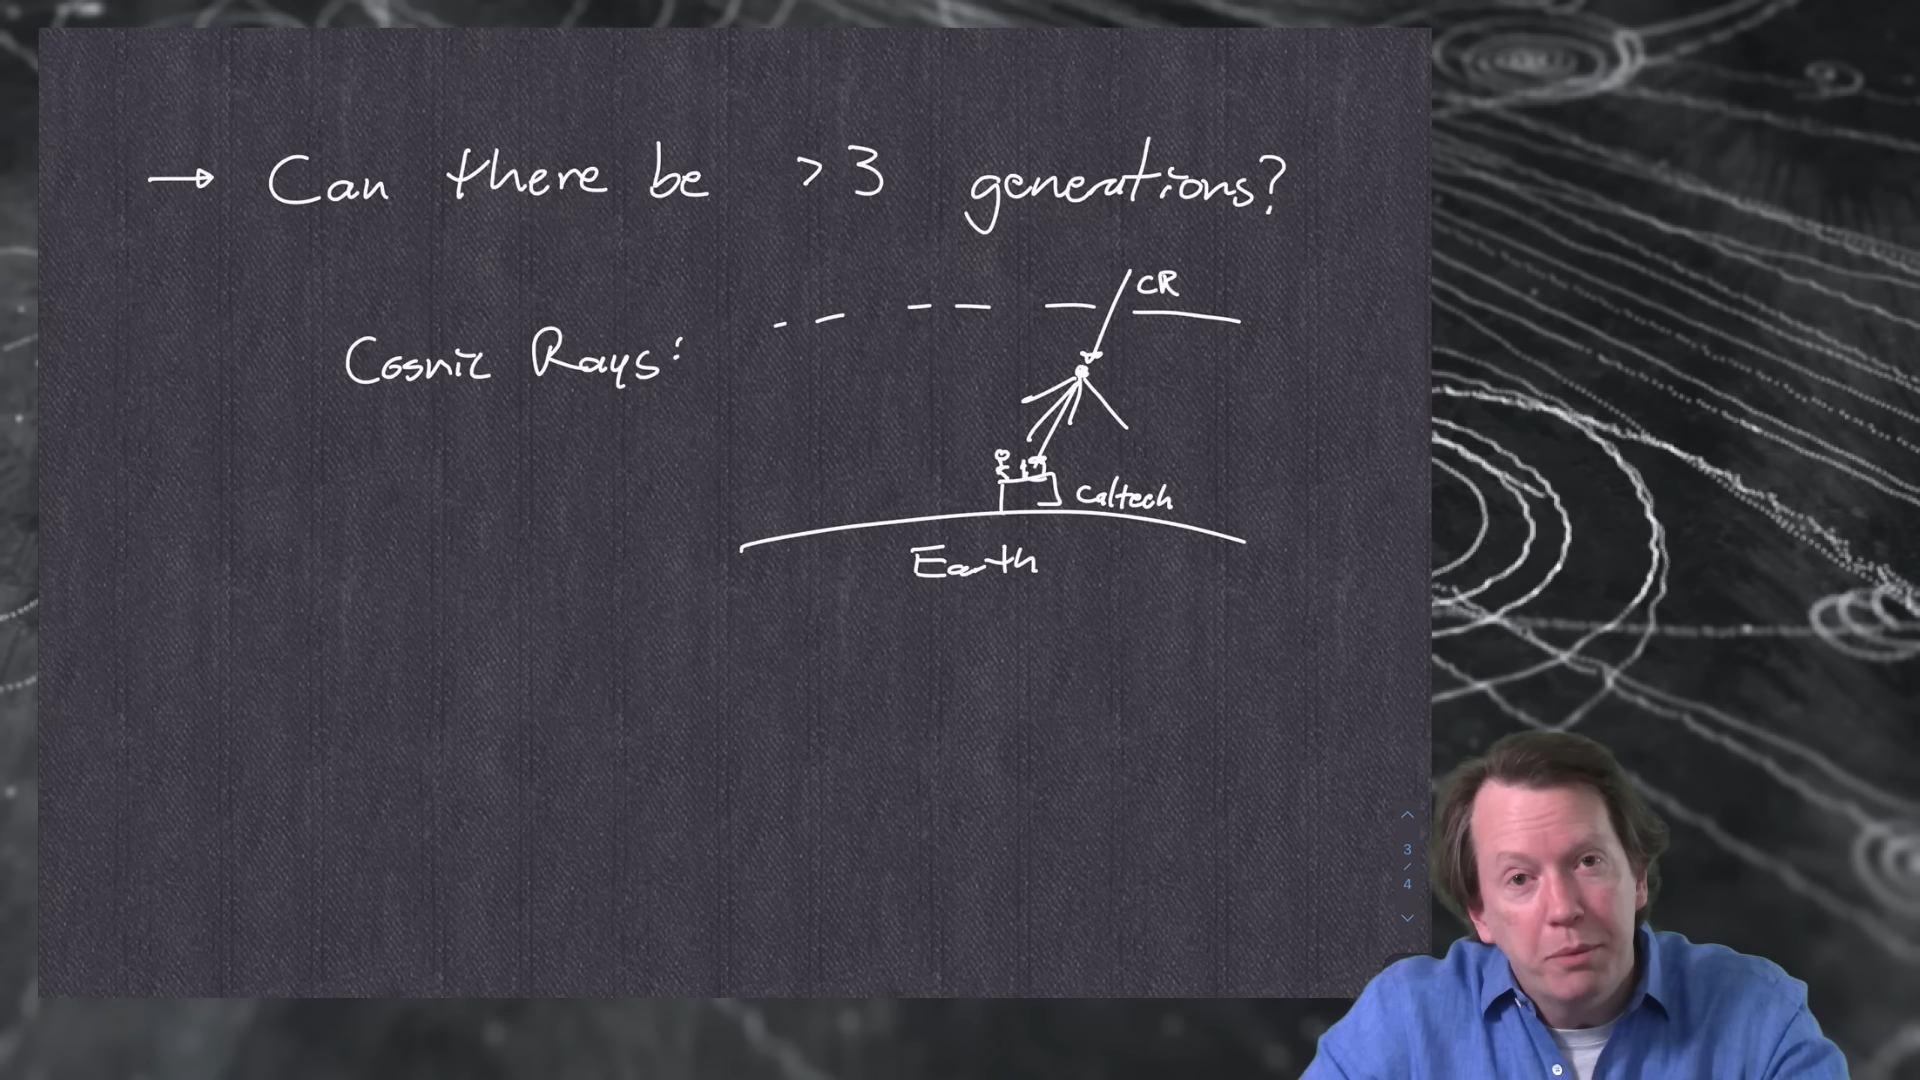 → Can there be > 3 generations?
CR
Cosmic Rays:
Caltech
Earth
3
/
4